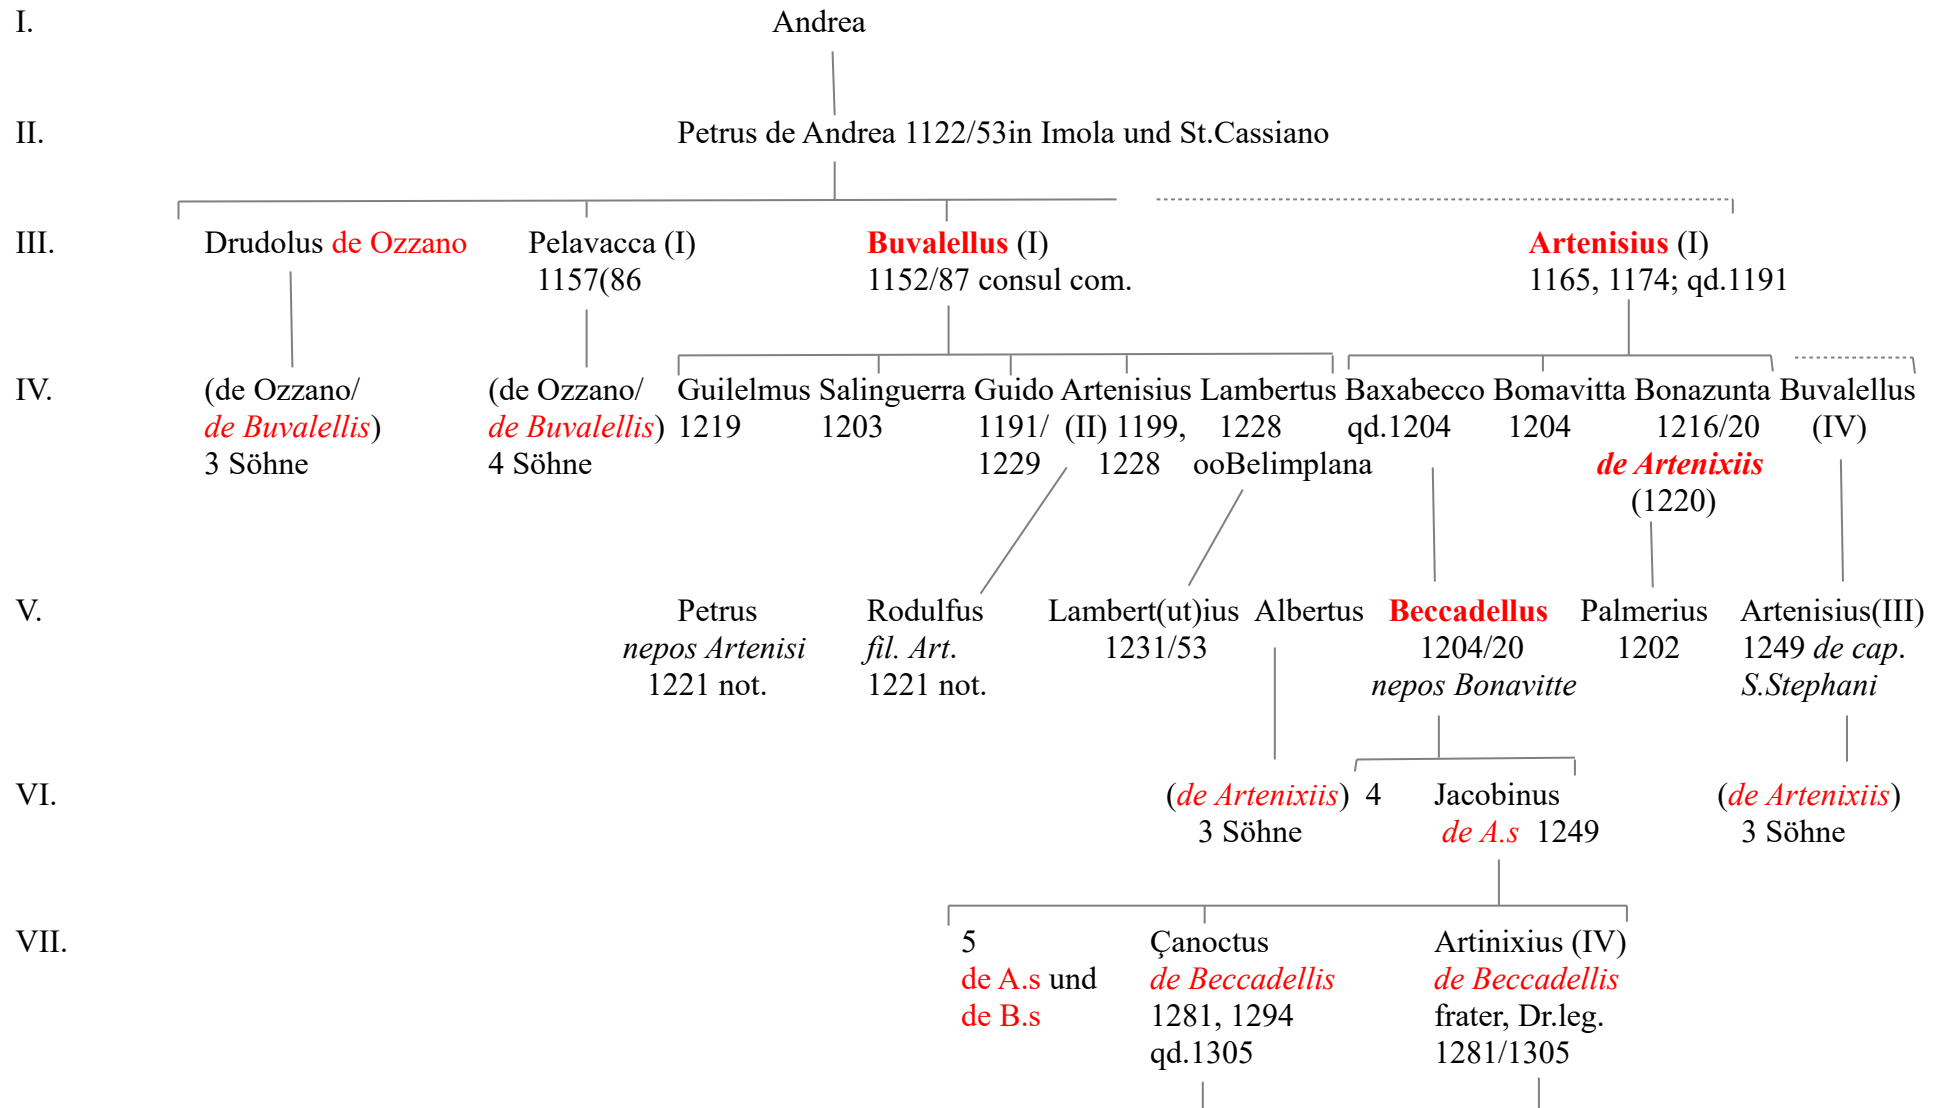 I. Andrea
II. Petrus de Andrea 1122/53in Imola und St.Cassiano
III. Drudolus de Ozzano Pelavacca (I) Buvalellus (I) Artenisius (I)
1157(86 1152/87 consul com. 1165, 1174; qd.1191
IV. (de Ozzano/ (de Ozzano/ Guilelmus Salinguerra Guido Artenisius Lambertus Baxabecco Bomavitta Bonazunta Buvalellus
de Buvalellis) de Buvalellis) 1219 1203 1191/ (II) 1199, 1228 qd.1204 1204 1216/20 (IV)
3 Söhne 4 Söhne 1229 1228 ooBelimplana de Artenixiis
(1220)
V. Petrus Rodulfus Lambert(ut)ius Albertus Beccadellus Palmerius Artenisius(III)
nepos Artenisi fil. Art. 1231/53 1204/20 1202 1249 de cap.
1221 not. 1221 not. nepos Bonavitte S.Stephani
VI. (de Artenixiis) 4 Jacobinus (de Artenixiis)
3 Söhne de A.s 1249 3 Söhne
VII. 5 Çanoctus Artinixius (IV)
de A.s und de Beccadellis de Beccadellis
de B.s 1281, 1294 frater, Dr.leg.
qd.1305 1281/1305